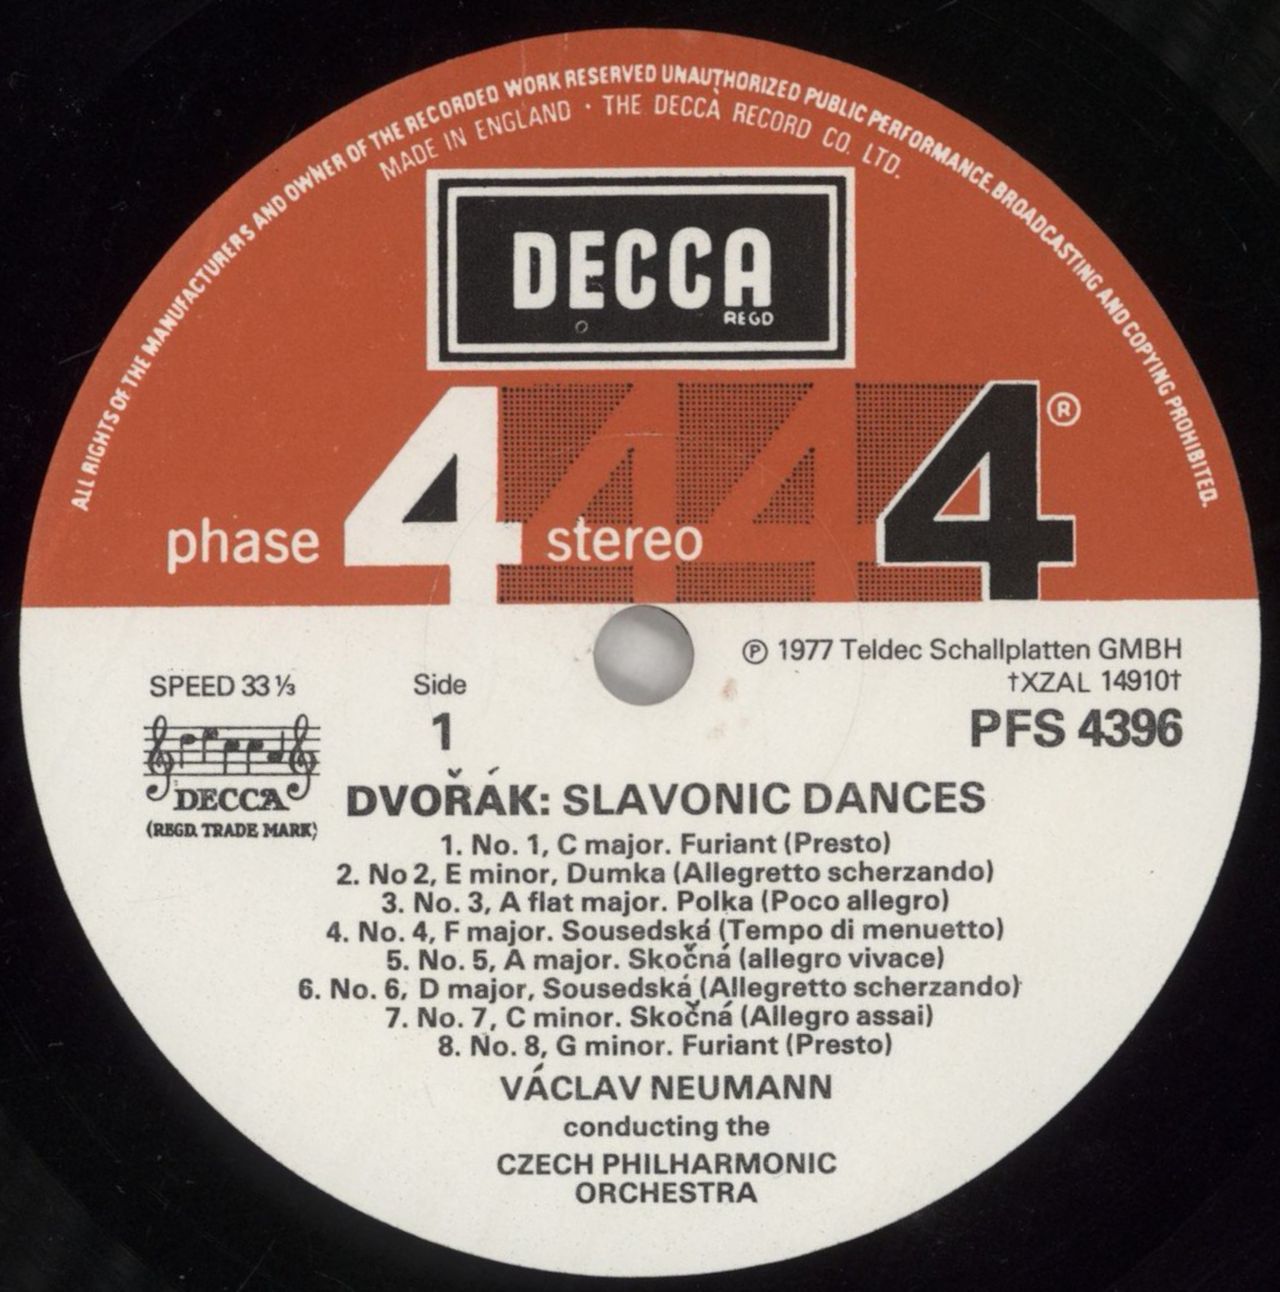 ALL RIGHTS OF THE MANUFACTURERS AND OWNER OF THE RECORDED WORK RESERVED UNAUTHORIZED PUBLIC PERFORMANCE, BROADCASTING AND COPYING PROHIBITED.
MADE IN ENGLAND · THE DECCA RECORD CO. LTD.
DECCA
REGD
phase 4 stereo 4 ®
℗ 1977 Teldec Schallplatten GMBH
SPEED 33 ⅓
Side
†XZAL 14910†
1
PFS 4396
DECCA
(REGD. TRADE MARK)
DVOŘÁK: SLAVONIC DANCES
1. No. 1, C major. Furiant (Presto)
2. No 2, E minor, Dumka (Allegretto scherzando)
3. No. 3, A flat major. Polka (Poco allegro)
4. No. 4, F major. Sousedská (Tempo di menuetto)
5. No. 5, A major. Skočná (allegro vivace)
6. No. 6, D major, Sousedská (Allegretto scherzando)
7. No. 7, C minor. Skočná (Allegro assai)
8. No. 8, G minor. Furiant (Presto)
VÁCLAV NEUMANN
conducting the
CZECH PHILHARMONIC
ORCHESTRA